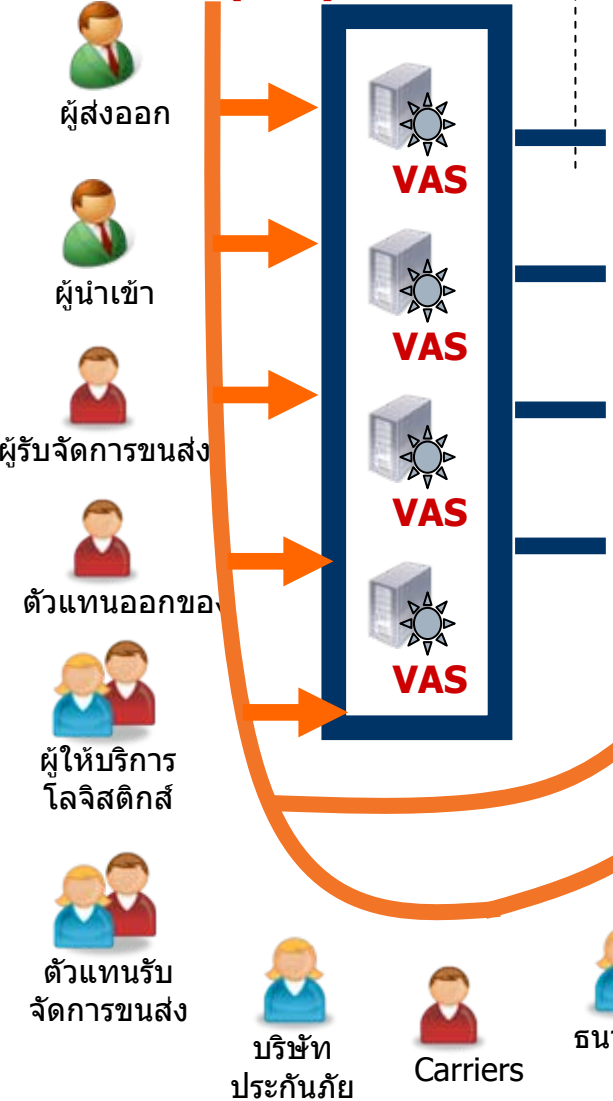 ผู้ส่งออก
VAS
ผู้นำเข้า
VAS
ผู้รับจัดการขนส่ง
VAS
ตัวแทนออกของ
VAS
ผู้ให้บริการ
โลจิสติกส์
ตัวแทนรับ
จัดการขนส่ง
บริษัท
ประกันภัย
Carriers